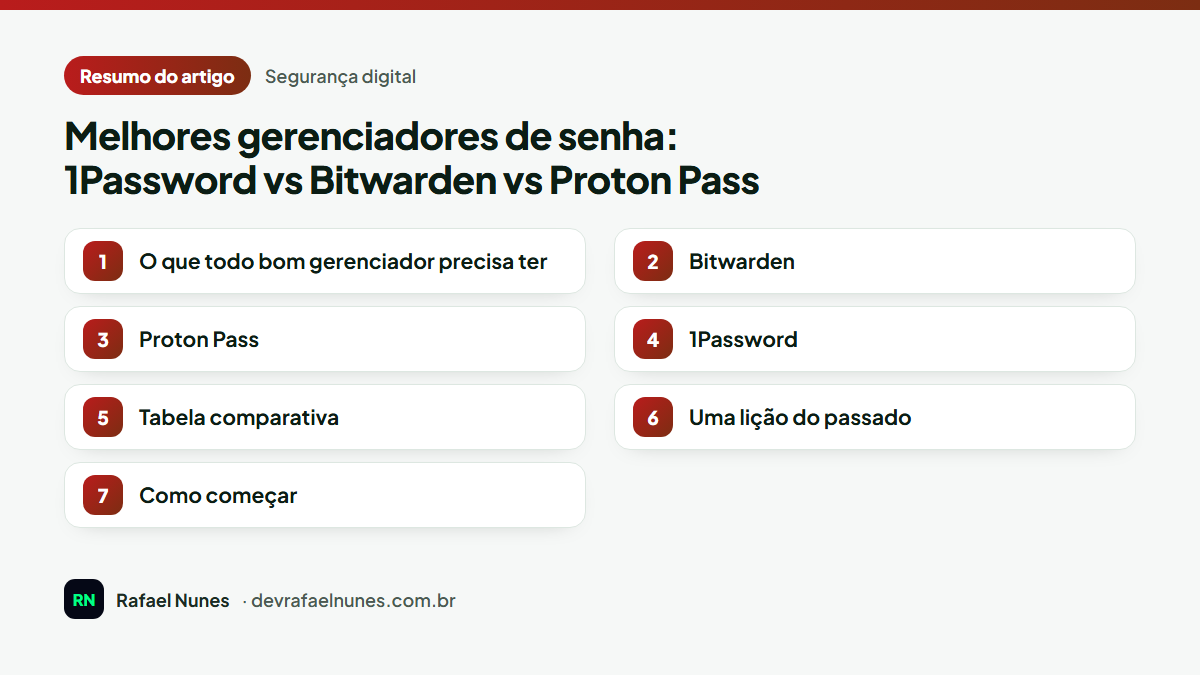 Resumo do artigo
Segurança digital
Melhores gerenciadores de senha:
1Password vs Bitwarden vs Proton Pass
1 O que todo bom gerenciador precisa ter
2 Bitwarden
3 Proton Pass
4 1Password
5 Tabela comparativa
6 Uma lição do passado
7 Como começar
RN Rafael Nunes · devrafaelnunes.com.br